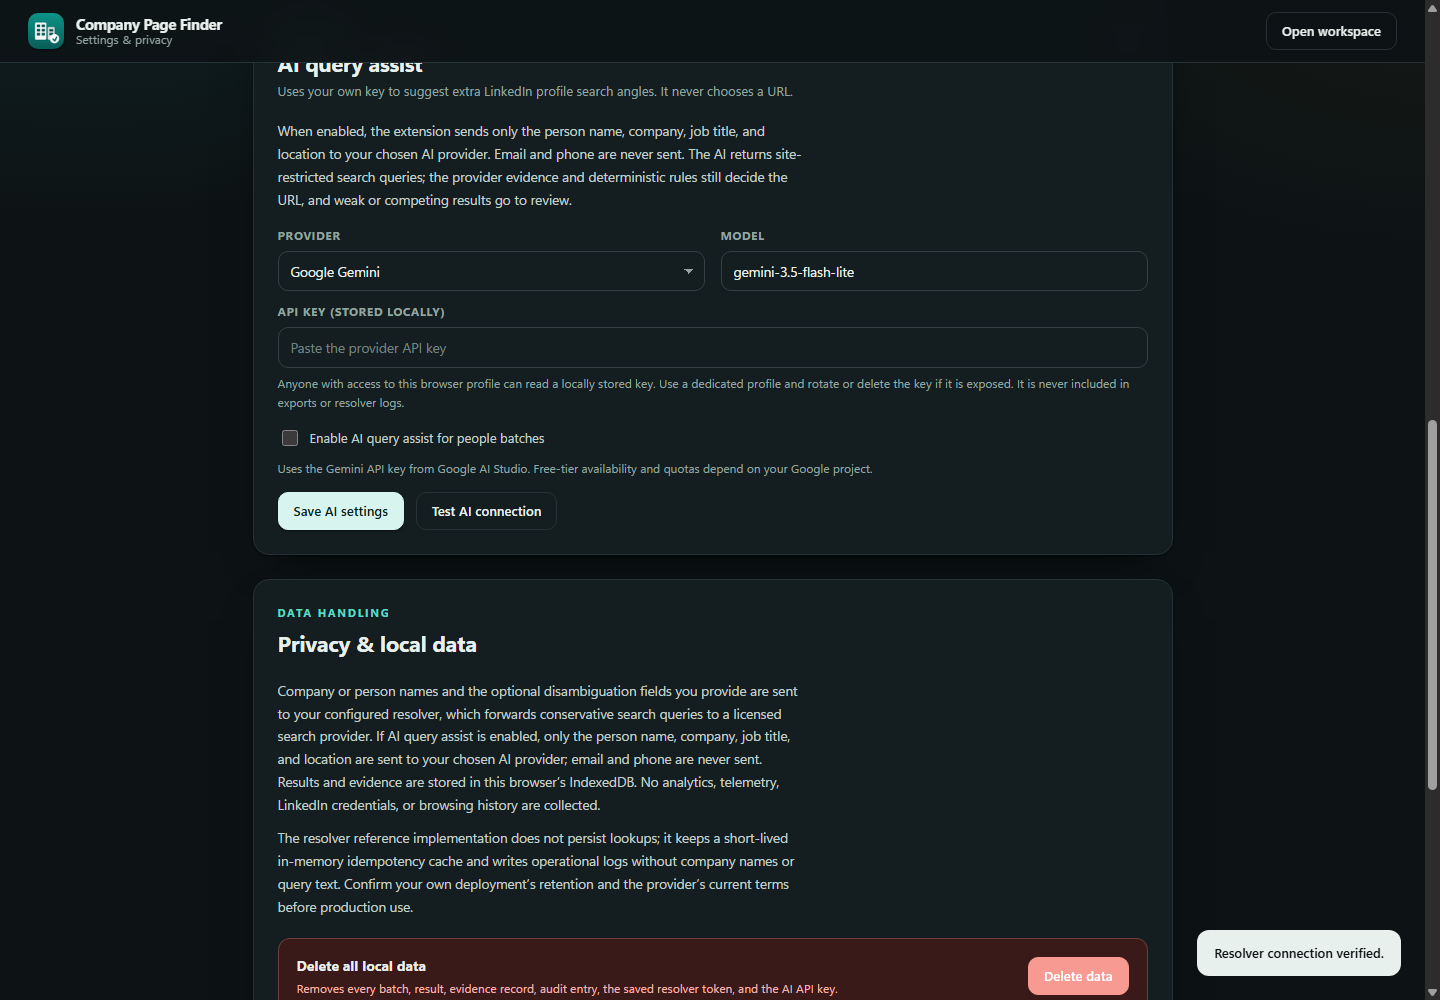 Company Page Finder
Settings & privacy
Open workspace
AI query assist
Uses your own key to suggest extra LinkedIn profile search angles. It never chooses a URL.
When enabled, the extension sends only the person name, company, job title, and
location to your chosen AI provider. Email and phone are never sent. The AI returns site-
restricted search queries; the provider evidence and deterministic rules still decide the
URL, and weak or competing results go to review.
PROVIDER
MODEL
Google Gemini
gemini-3.5-flash-lite
API KEY (STORED LOCALLY)
Paste the provider API key
Anyone with access to this browser profile can read a locally stored key. Use a dedicated profile and rotate or delete the key if it is exposed. It is never included in
exports or resolver logs.
Enable AI query assist for people batches
Uses the Gemini API key from Google AI Studio. Free-tier availability and quotas depend on your Google project.
Save AI settings
Test AI connection
DATA HANDLING
Privacy & local data
Company or person names and the optional disambiguation fields you provide are sent
to your configured resolver, which forwards conservative search queries to a licensed
search provider. If AI query assist is enabled, only the person name, company, job title,
and location are sent to your chosen AI provider; email and phone are never sent.
Results and evidence are stored in this browser’s IndexedDB. No analytics, telemetry,
LinkedIn credentials, or browsing history are collected.
The resolver reference implementation does not persist lookups; it keeps a short-lived
in-memory idempotency cache and writes operational logs without company names or
query text. Confirm your own deployment’s retention and the provider’s current terms
before production use.
Delete all local data
Removes every batch, result, evidence record, audit entry, the saved resolver token, and the AI API key.
Delete data
Resolver connection verified.